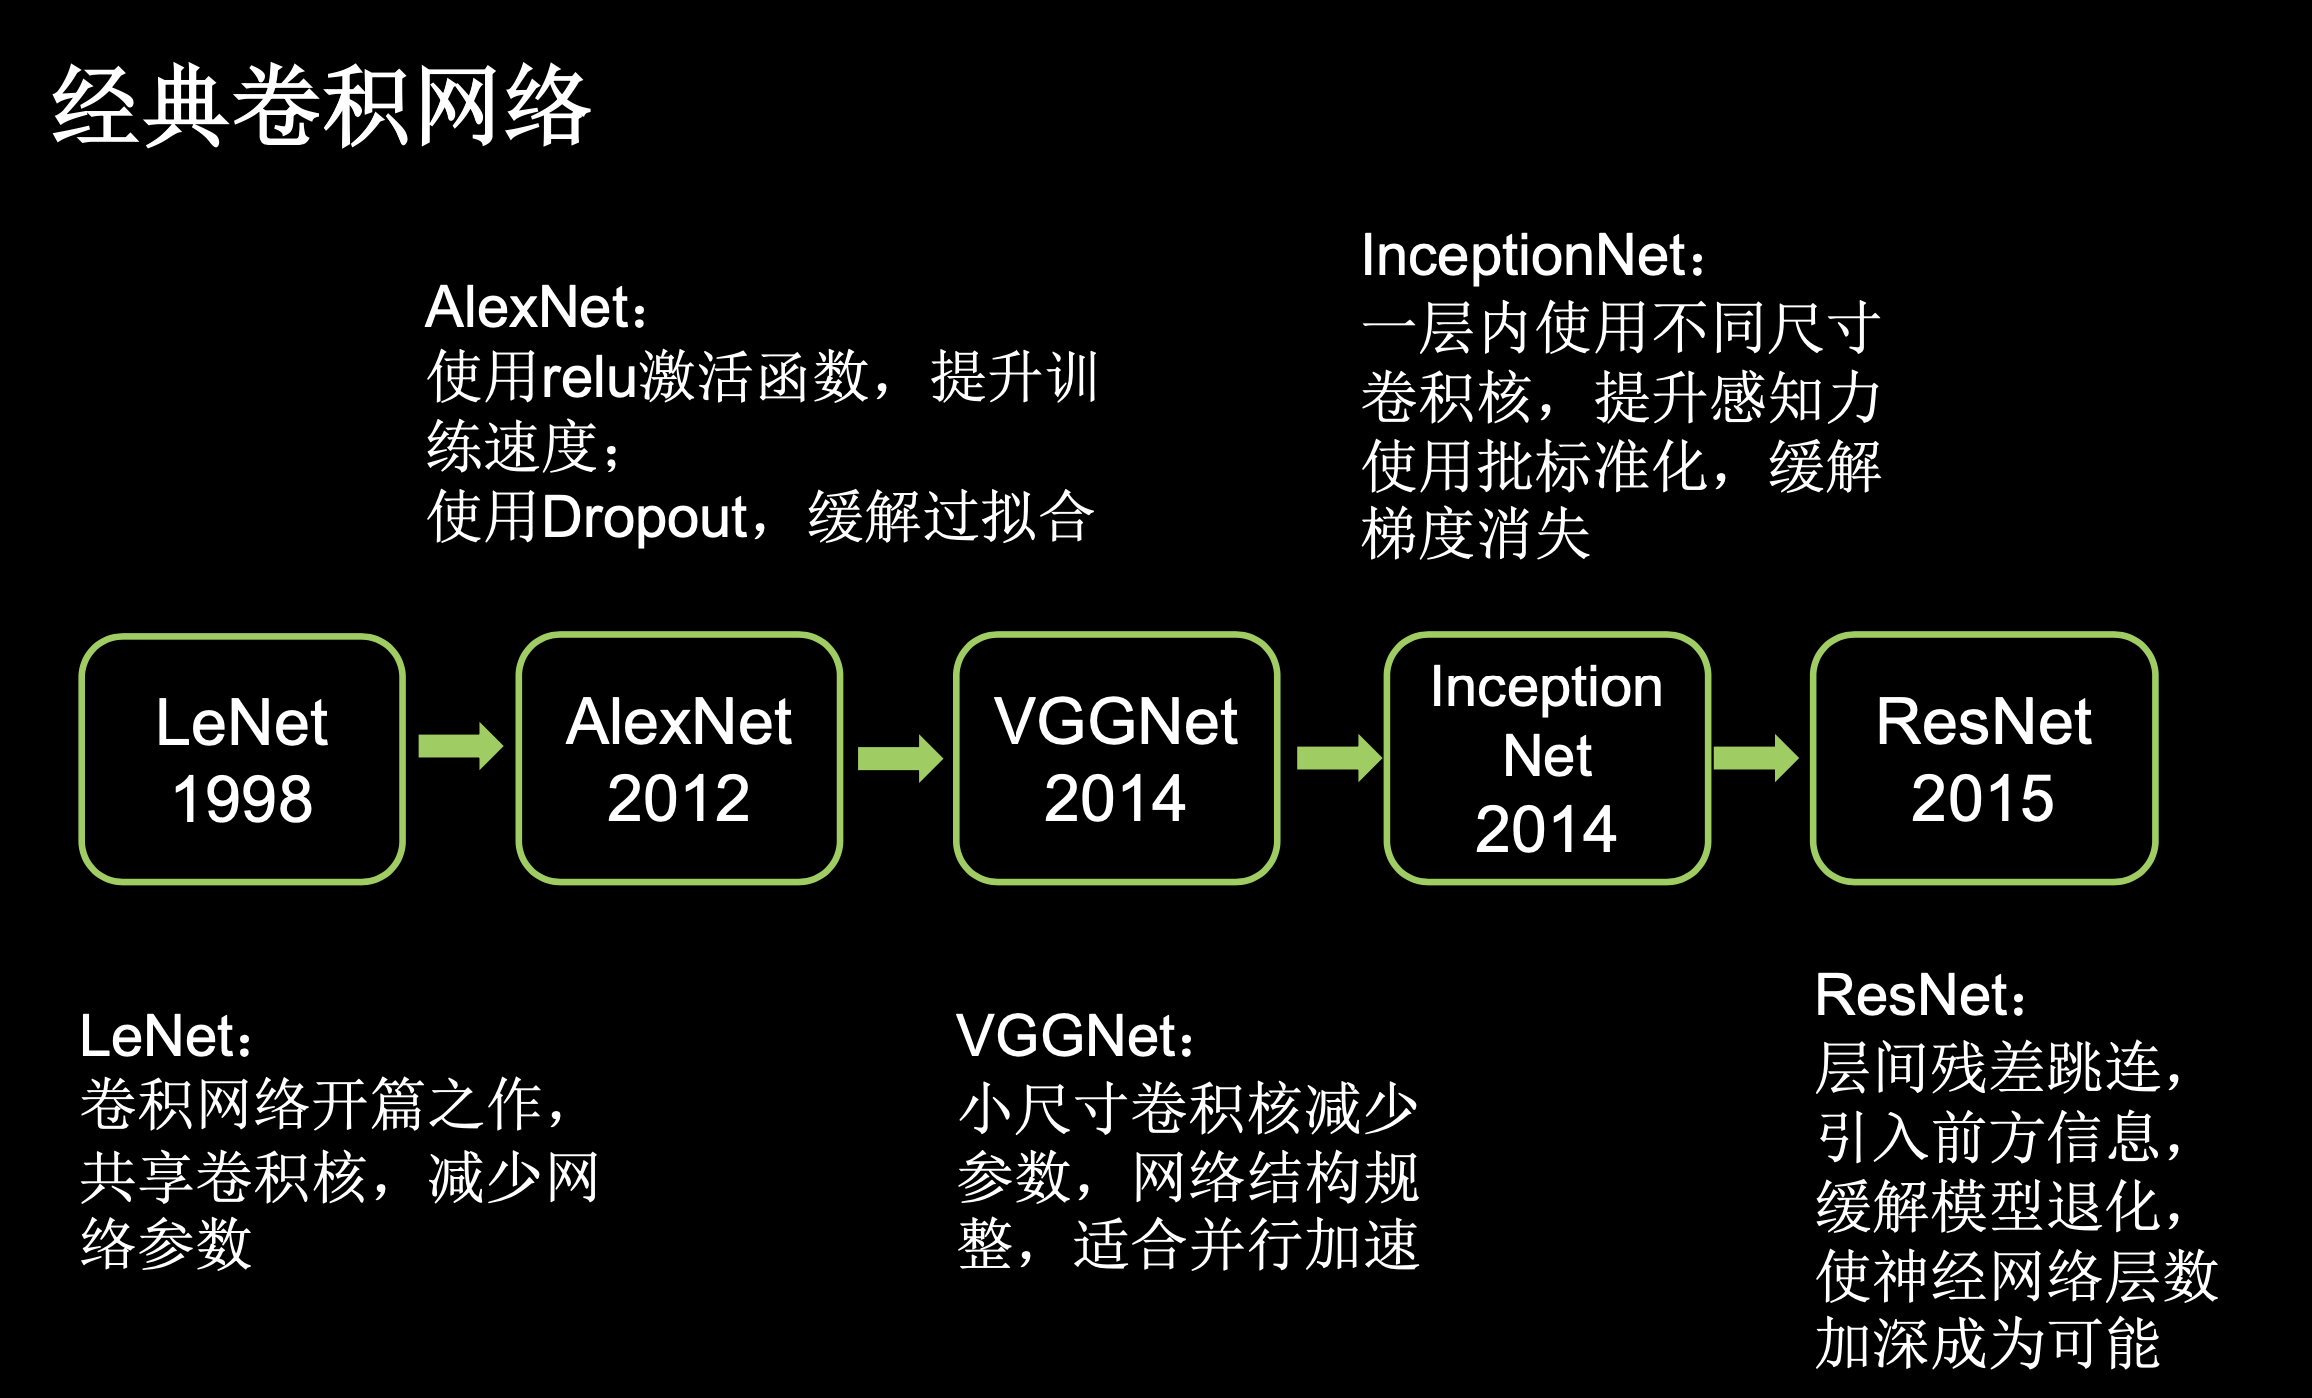 经典卷积网络
AlexNet：
使用relu激活函数，提升训
练速度；
使用Dropout，缓解过拟合
InceptionNet：
一层内使用不同尺寸
卷积核，提升感知力
使用批标准化，缓解
梯度消失
LeNet
1998
AlexNet
2012
VGGNet
2014
Inception
Net
2014
ResNet
2015
LeNet：
卷积网络开篇之作，
共享卷积核，减少网
络参数
VGGNet：
小尺寸卷积核减少
参数，网络结构规
整，适合并行加速
ResNet：
层间残差跳连，
引入前方信息，
缓解模型退化，
使神经网络层数
加深成为可能